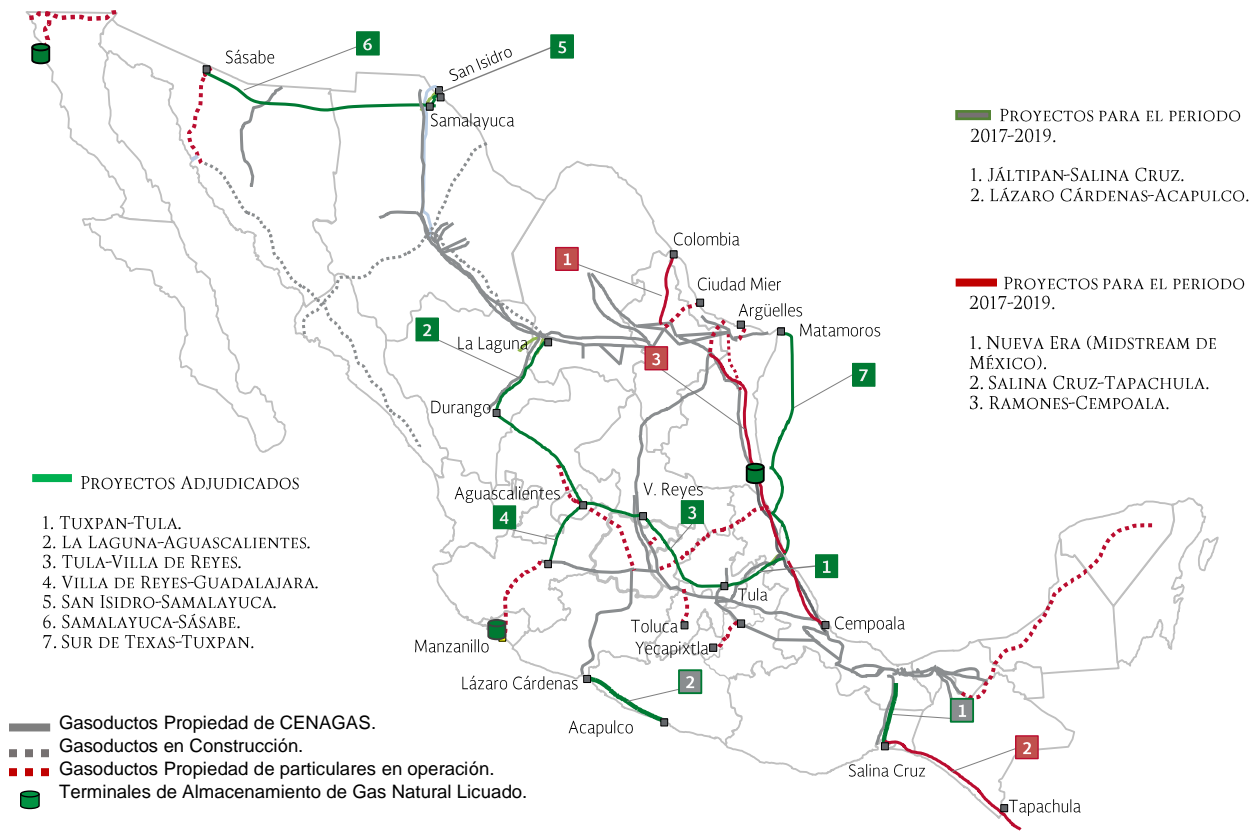 6
5
Sásabe
San Isidro
Samalayuca
PROYECTOS PARA EL PERIODO
2017-2019.
1. JÁLTIPAN-SALINA CRUZ.
2. LÁZARO CÁRDENAS-ACAPULCO.
Colombia
1
Ciudad Mier
Argüelles
Matamoros
PROYECTOS PARA EL PERIODO
2017-2019.
1. NUEVA ERA (MIDSTREAM DE
MÉXICO).
2. SALINA CRUZ-TAPACHULA.
3. RAMONES-CEMPOALA.
2
La Laguna
3
7
Durango
PROYECTOS ADJUDICADOS
1. TUXPAN-TULA.
2. LA LAGUNA-AGUASCALIENTES.
3. TULA-VILLA DE REYES.
4. VILLA DE REYES-GUADALAJARA.
5. SAN ISIDRO-SAMALAYUCA.
6. SAMALAYUCA-SÁSABE.
7. SUR DE TEXAS-TUXPAN.
Aguascalientes
V. Reyes
4
3
1
Tula
Toluca
Cempoala
Manzanillo
Yecapixtla
Lázaro Cárdenas
2
Acapulco
1
2
Salina Cruz
Tapachula
Gasoductos Propiedad de CENAGAS.
Gasoductos en Construcción.
Gasoductos Propiedad de particulares en operación.
Terminales de Almacenamiento de Gas Natural Licuado.